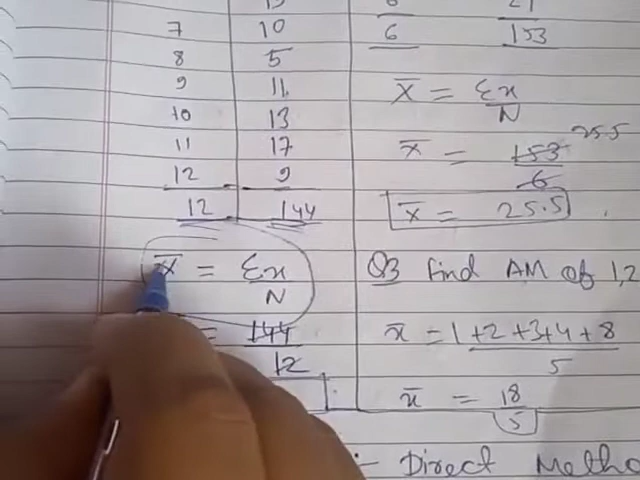 7 10
8 5
9 11
10 13
11 17
12 9
12 144
x̄ = Σx
N
= 144
12
6 153
X̄ = Σx
N
x̄ = 153 25.5
6
x̄ = 25.5
Q3 Find AM of 1,2
x̄ = 1+2+3+4+8
5
x̄ = 18
5
:- Direct Metho